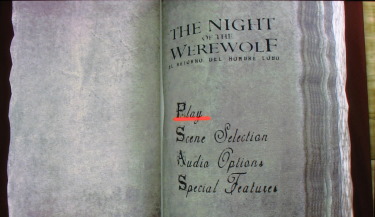 THE NIGHT
OF THE
WEREWOLF
EL RETORNO DEL HOMBRE LOBO
Play
Scene Selection
Audio Options
Special Features